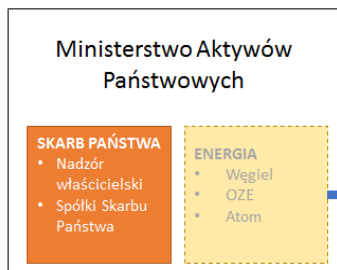 Ministerstwo Aktywów
Państwowych
SKARB PAŃSTWA
• Nadzór
właścicielski
• Spółki Skarbu
Państwa
ENERGIA
• Węgiel
• OZE
• Atom